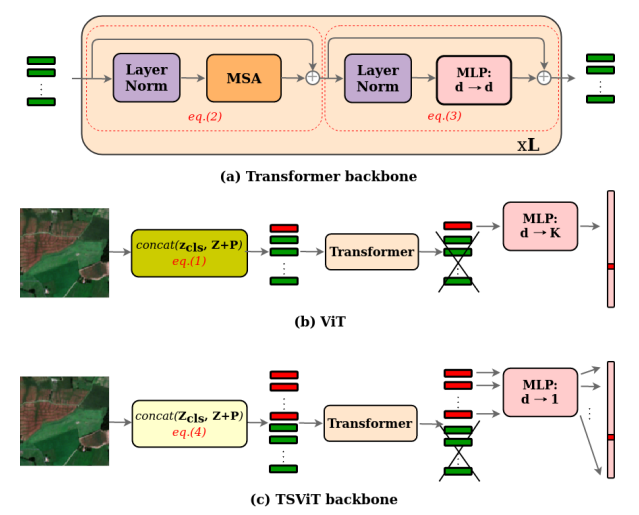 Layer
Norm
MSA
Layer
Norm
MLP:
d → d
eq.(2)
eq.(3)
xL
(a) Transformer backbone
concat(zcls, Z+P)
eq.(1)
Transformer
MLP:
d → K
(b) ViT
concat(Zcls, Z+P)
eq.(4)
Transformer
MLP:
d → 1
(c) TSViT backbone